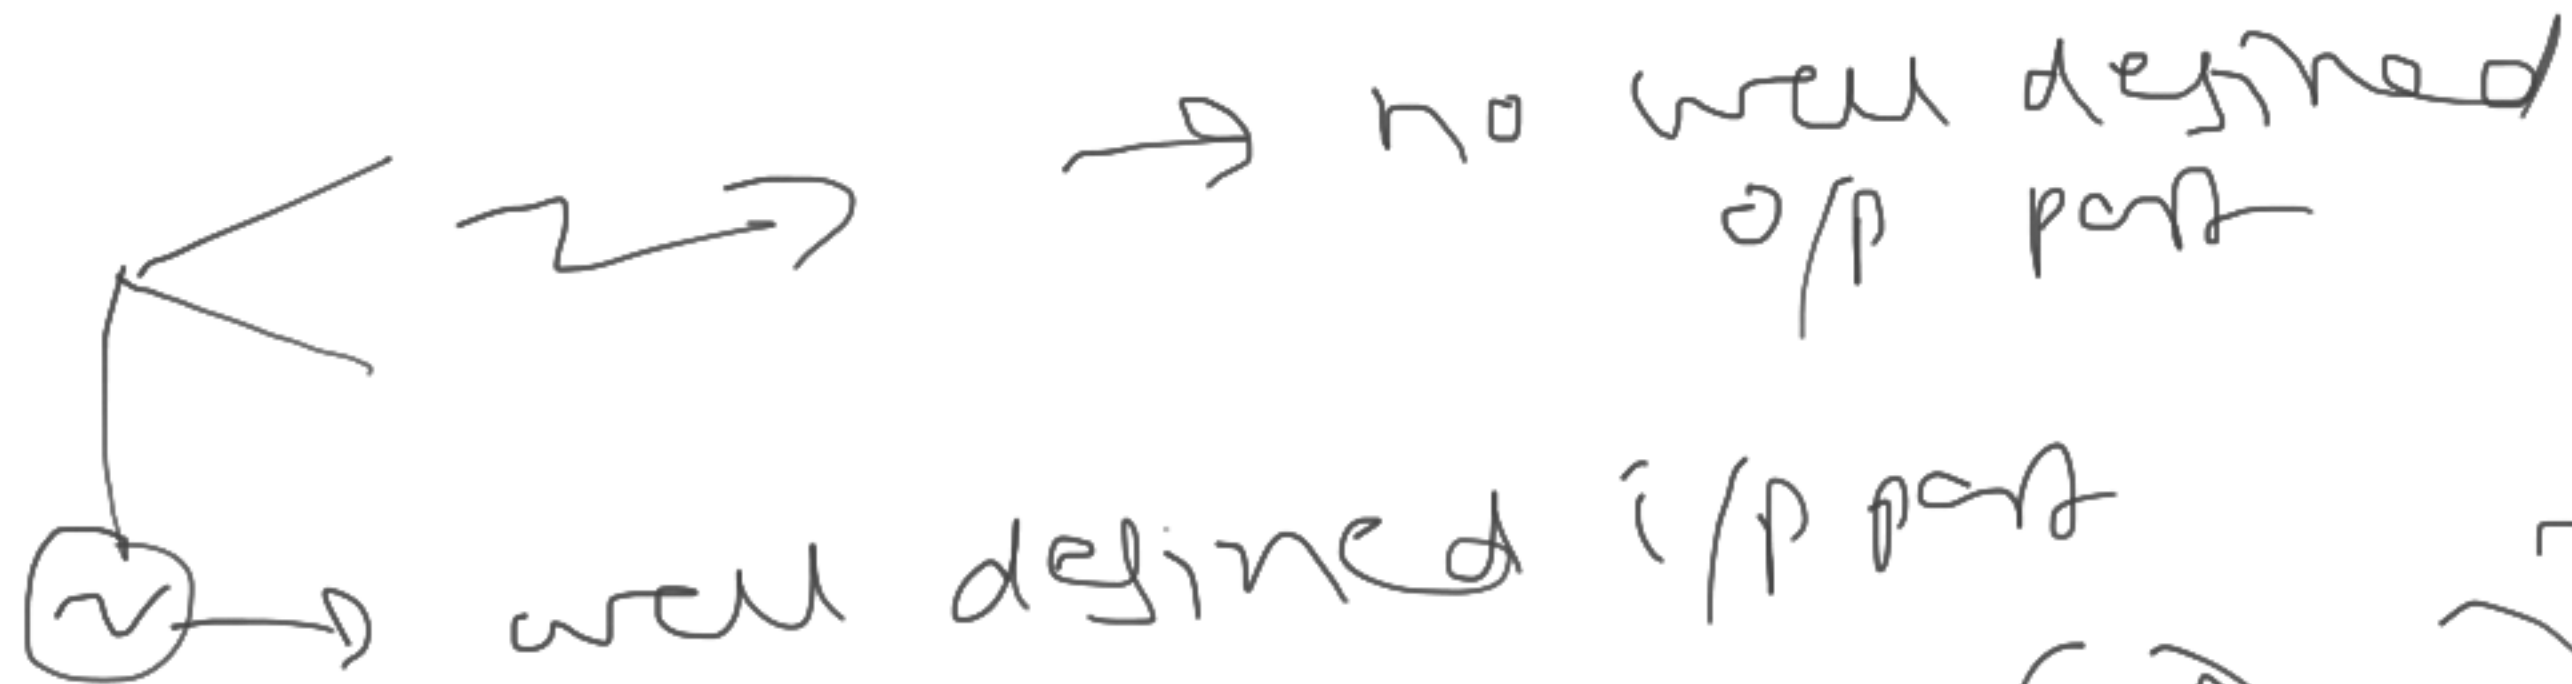 → no well defined
o/p port
→ well defined i/p port